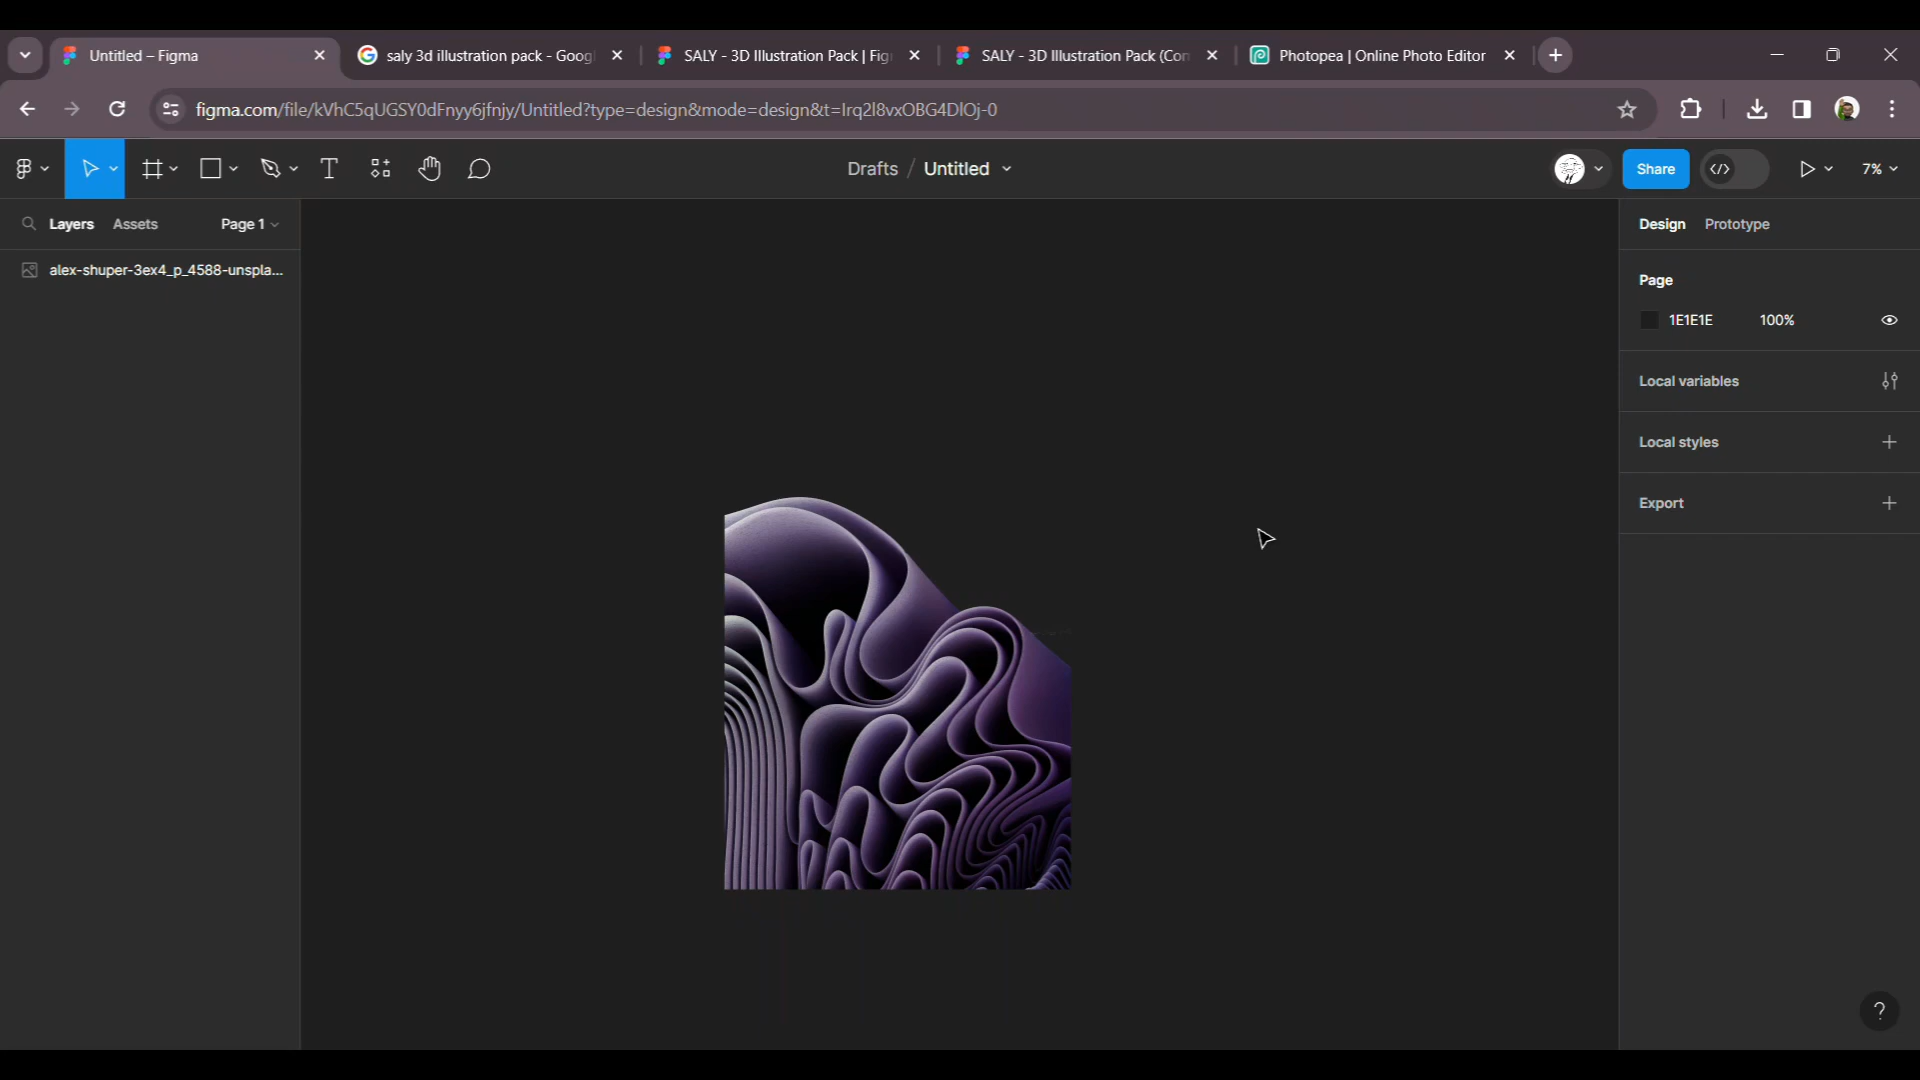 Untitled – Figma
saly 3d illustration pack - Goog
SALY - 3D Illustration Pack | Fig
SALY - 3D Illustration Pack (Con
Photopea | Online Photo Editor
figma.com/file/kVhC5qUGSY0dFnyy6jfnjy/Untitled?type=design&mode=design&t=Irq2l8vxOBG4DlOj-0
Drafts / Untitled
Share
7%
Layers
Assets
Page 1
Design
Prototype
alex-shuper-3ex4_p_4588-unspla...
Page
1E1E1E
100%
Local variables
Local styles
Export
?